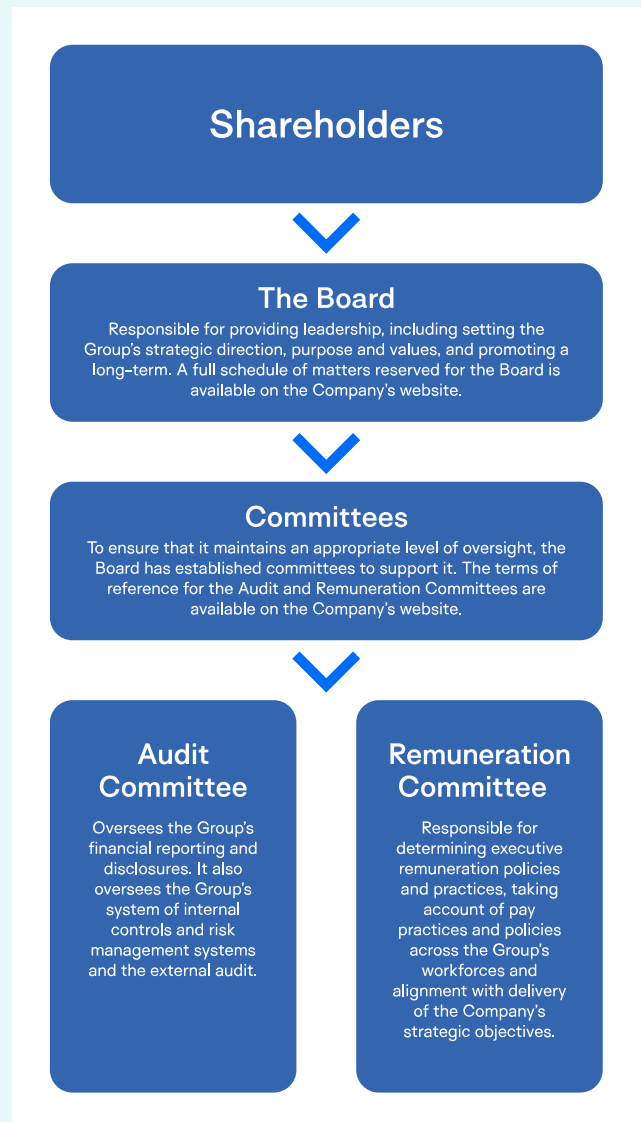 Shareholders
The Board
Responsible for providing leadership, including setting the
Group's strategic direction, purpose and values, and promoting a
long-term. A full schedule of matters reserved for the Board is
available on the Company's website.
Committees
To ensure that it maintains an appropriate level of oversight, the
Board has established committees to support it. The terms of
reference for the Audit and Remuneration Committees are
available on the Company's website.
Audit
Committee
Oversees the Group's
financial reporting and
disclosures. It also
oversees the Group's
system of internal
controls and risk
management systems
and the external audit.
Remuneration
Committee
Responsible for
determining executive
remuneration policies
and practices, taking
account of pay
practices and policies
across the Group's
workforces and
alignment with delivery
of the Company's
strategic objectives.